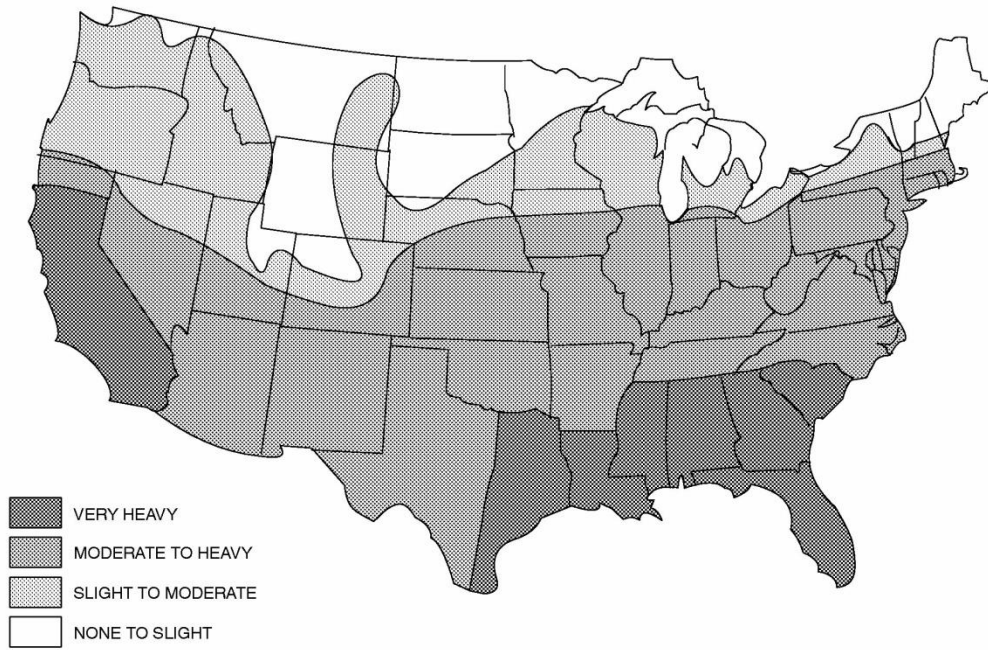 VERY HEAVY
MODERATE TO HEAVY
SLIGHT TO MODERATE
NONE TO SLIGHT